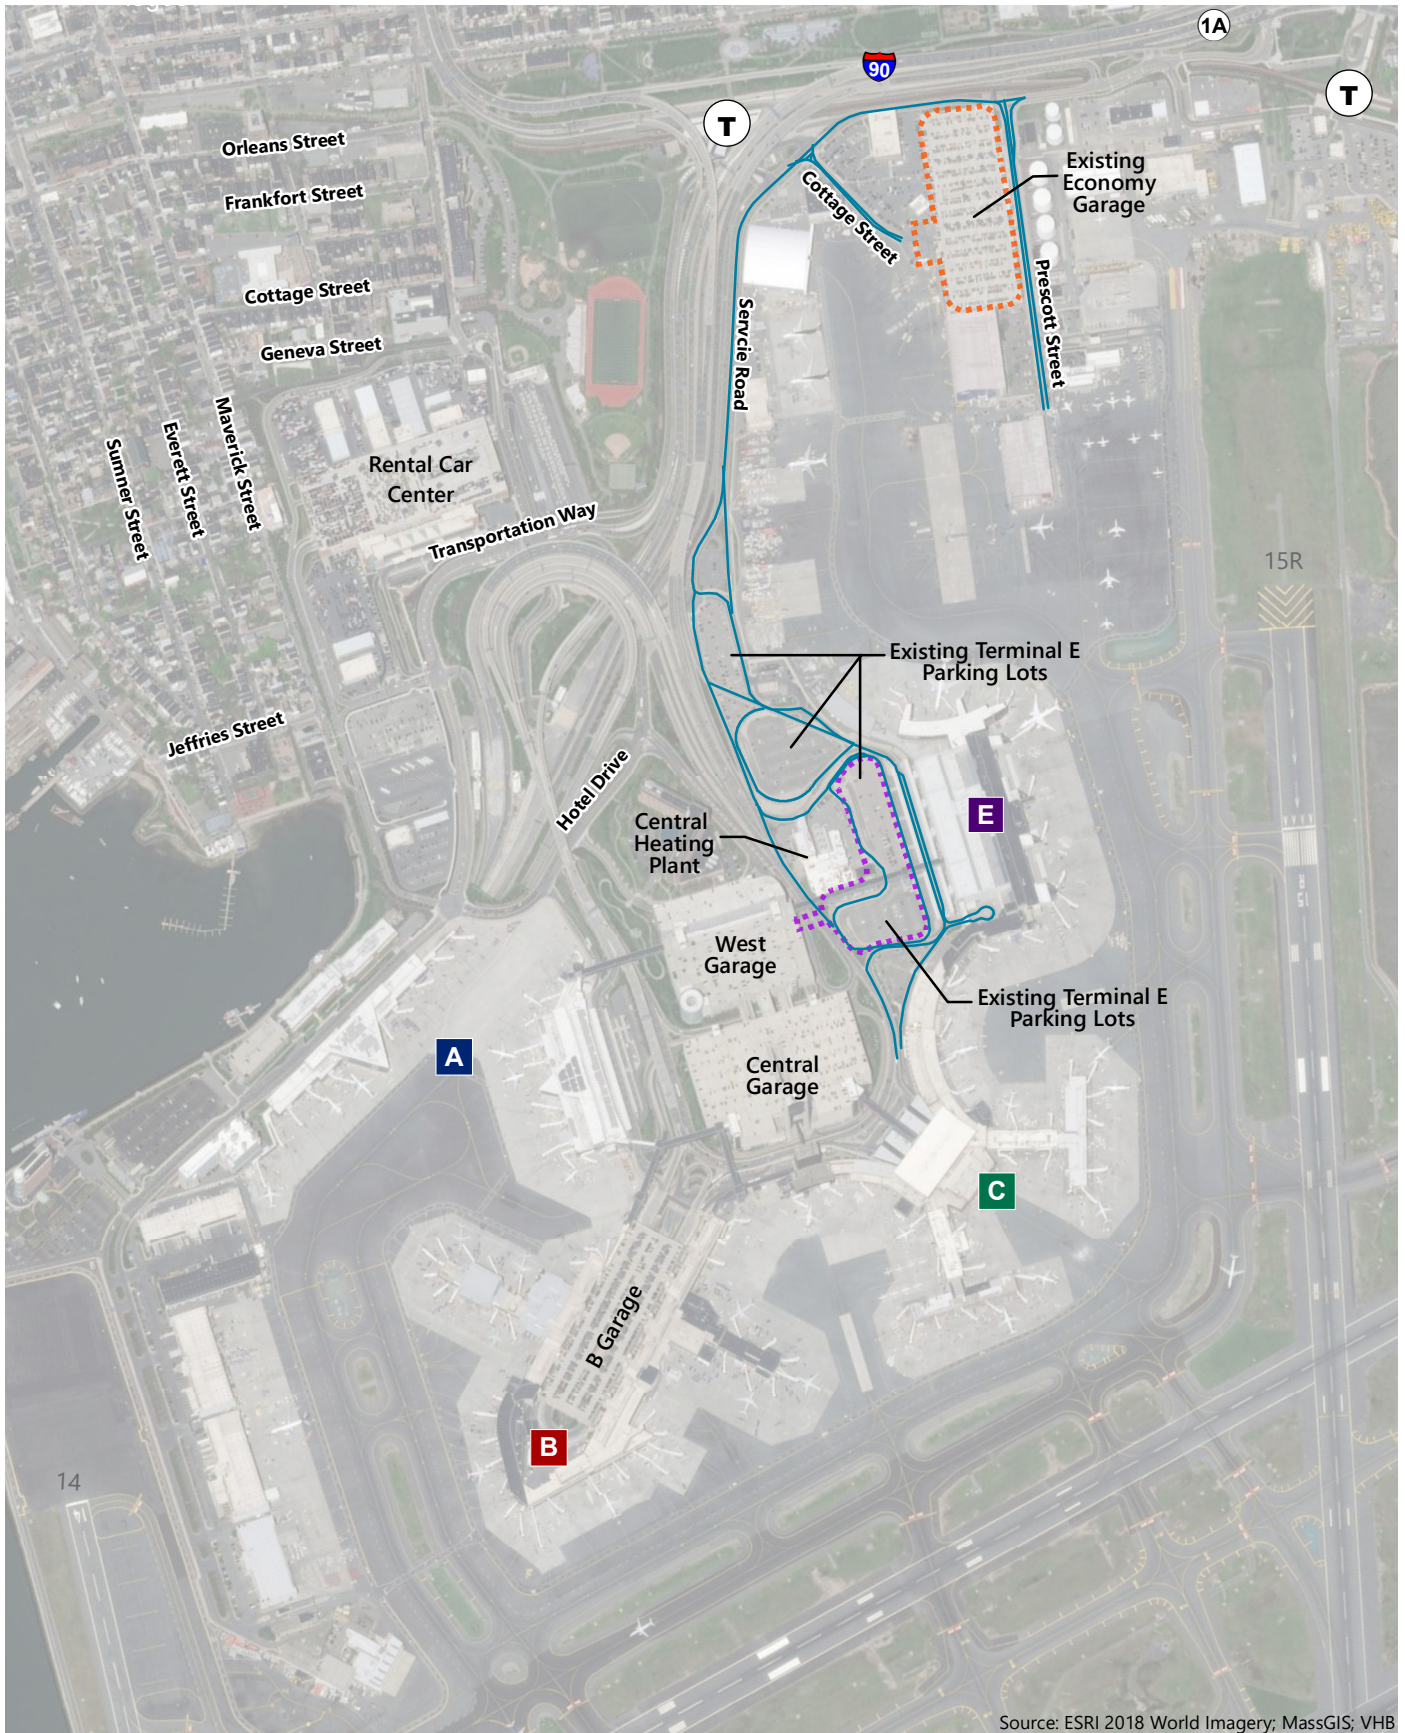 1A
90
T
T
Orleans Street
Frankfort Street
Cottage Street
Geneva Street
Existing
Economy
Garage
Cottage Street
Prescott Street
Servcie Road
Maverick Street
Everett Street
Sumner Street
Rental Car
Center
Transportation Way
15R
Existing Terminal E
Parking Lots
Jeffries Street
Hotel Drive
E
Central
Heating
Plant
West
Garage
Existing Terminal E
Parking Lots
A
Central
Garage
C
B Garage
B
14
Source: ESRI 2018 World Imagery; MassGIS; VHB